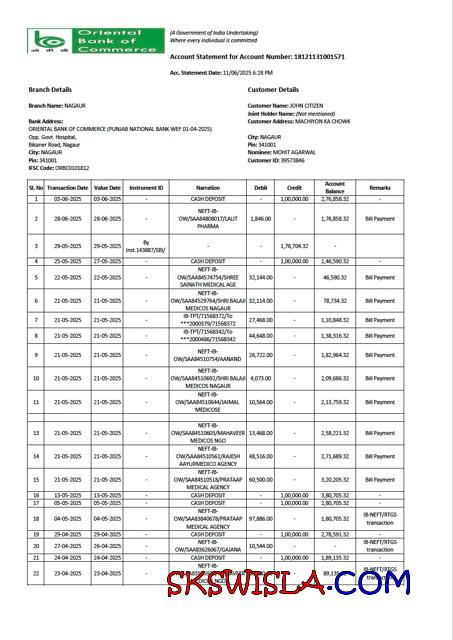 Oriental
Bank of
Commerce
(A Government of India Undertaking)
Where every individual is committed
Account Statement for Account Number: 18121131001571
Acc. Statement Date: 11/06/2025 6:28 PM
Branch Details
Customer Details
Branch Name: NAGAUR
Customer Name: JOHN CITIZEN
Joint Holder Name: (Not mentioned)
Bank Address:
Customer Address: MACHIYON KA CHOWK
ORIENTAL BANK OF COMMERCE (PUNJAB NATIONAL BANK WEF 01-04-2025)
Opp. Govt. Hospital,
City: NAGAUR
Bikaner Road, Nagaur
Pin: 341001
City: NAGAUR
Nominee: MOHIT AGARWAL
Pin: 341001
Customer ID: 39573846
IFSC Code: ORBC0101812
Sl. No Transaction Date Value Date Instrument ID Narration Debit Credit Account Balance Remarks
1 03-06-2025 03-06-2025 - CASH DEPOSIT - 1,00,000.00 2,76,858.32 -
2 28-06-2025 28-06-2025 - NEFT-IB-
OW/SAA84808017/LALIT
PHARMA 1,846.00 - 1,76,858.32 Bill Payment
3 29-05-2025 29-05-2025 By
Inst.143887/SBI/ - - 1,78,704.32 -
4 25-05-2025 27-05-2025 - CASH DEPOSIT - 1,00,000.00 1,46,590.32 -
5 22-05-2025 22-05-2025 - NEFT-IB-
OW/SAA84574754/SHREE
SAINATH MEDICAL AGE 32,144.00 - 46,590.32 Bill Payment
6 21-05-2025 21-05-2025 - NEFT-IB-
OW/SAA84529764/SHRI BALAJI
MEDICOS NAGAUR 32,114.00 - 78,734.32 Bill Payment
7 21-05-2025 21-05-2025 - IB-TPT/71568372/To
***2000379/71568372 27,468.00 - 1,10,848.32 Bill Payment
8 21-05-2025 21-05-2025 - IB-TPT/71568342/To
***2000486/71568342 44,648.00 - 1,38,316.32 Bill Payment
9 21-05-2025 21-05-2025 - NEFT-IB-
OW/SAA84510754/AANAND 26,722.00 - 1,82,964.32 Bill Payment
10 21-05-2025 21-05-2025 - NEFT-IB-
OW/SAA84510692/SHRI BALAJI
MEDICOS NAGAUR 4,073.00 - 2,09,686.32 Bill Payment
11 21-05-2025 21-05-2025 - NEFT-IB-
OW/SAA84510644/JAIMAL
MEDICOSE 10,564.00 - 2,13,759.32 Bill Payment
13 21-05-2025 21-05-2025 - NEFT-IB-
OW/SAA84510603/MAHAVEER
MEDICOS NGO 13,468.00 - 2,58,221.32 Bill Payment
14 21-05-2025 21-05-2025 - NEFT-IB-
OW/SAA84510561/RAJESH
AAYURMEDICO AGENCY 48,516.00 - 2,71,689.32 Bill Payment
15 21-05-2025 21-05-2025 - NEFT-IB-
OW/SAA84510518/PRATAAP
MEDICAL AGENCY 60,500.00 - 3,20,205.32 Bill Payment
16 13-05-2025 13-05-2025 - CASH DEPOSIT - 1,00,000.00 3,80,705.32 -
17 05-05-2025 05-05-2025 - CASH DEPOSIT - 1,00,000.00 2,80,705.32 -
18 04-05-2025 04-05-2025 - NEFT-IB-
OW/SAA83840678/PRATAAP
MEDICAL AGENCY 97,886.00 - 1,80,705.32 IB-NEFT/RTGS
transaction
19 29-04-2025 29-04-2025 - CASH DEPOSIT - 1,00,000.00 2,78,591.32 -
20 27-04-2025 26-04-2025 - NEFT-IB-
OW/SAA83626067/GAJANA 10,544.00 - - IB-NEFT/RTGS
transaction
21 24-04-2025 24-04-2025 - CASH DEPOSIT - 1,00,000.00 1,89,135.32 -
22 23-04-2025 23-04-2025 - NEFT-IB-
IB-NEFT/RTGS
SKSWISLA.COM